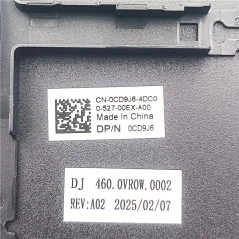 CN-0CD9J6-4DC0
0-527-00EX-A00
Made In China
DP/N 0CD9J6
DJ 460.0VR0W.0002
REV:A02 2025/02/07